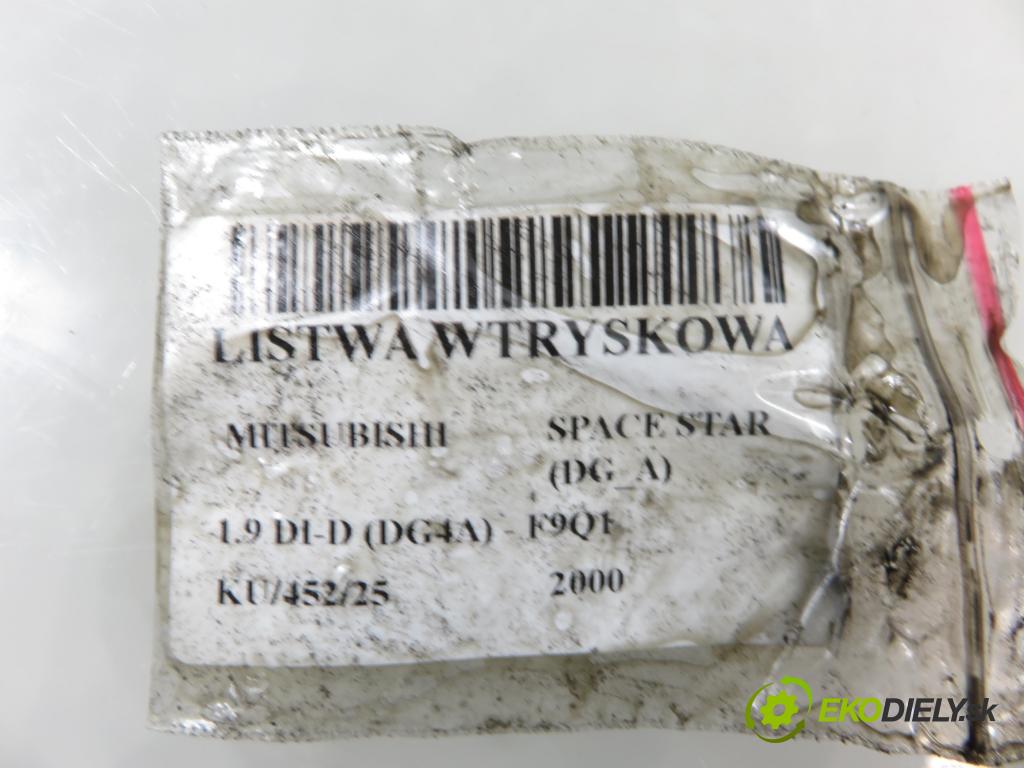 LISTWA WTRYSKOWA
MITSUBISHI SPACE STAR
(DG_A)
1.9 DI-D (DG4A) - F9Q1
KU/452/25 2000
EKODIELY.sk